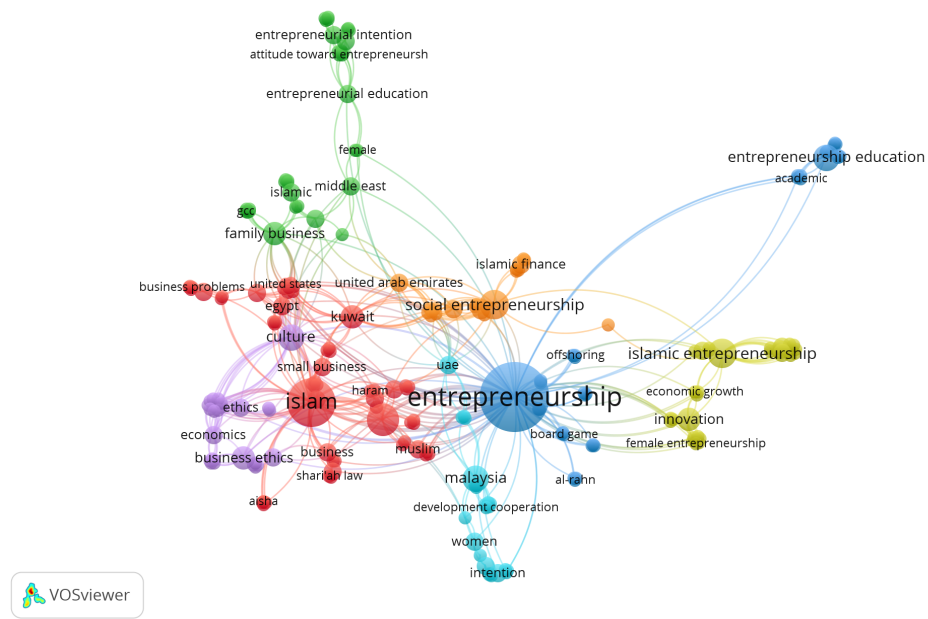 entrepreneurial intention
attitude toward entrepreneursh
entrepreneurial education
female
entrepreneurship education
academic
middle east
islamic
gcc
family business
islamic finance
united arab emirates
united states
business problems
egypt
social entrepreneurship
kuwait
culture
offshoring
islamic entrepreneurship
uae
small business
haram
economic growth
entrepreneurship
islam
ethics
innovation
economics
board game
female entrepreneurship
muslim
business
business ethics
shari'ah law
malaysia
al-rahn
aisha
development cooperation
women
intention
VOSviewer